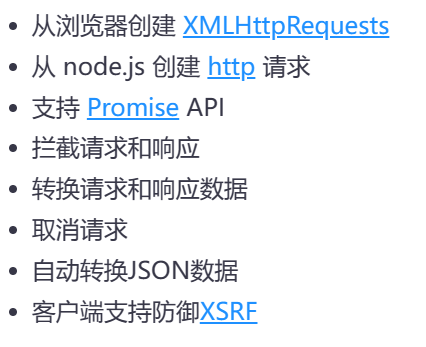 从浏览器创建 XMLHttpRequests
从 node.js 创建 http 请求
支持 Promise API
拦截请求和响应
转换请求和响应数据
取消请求
自动转换JSON数据
客户端支持防御XSRF